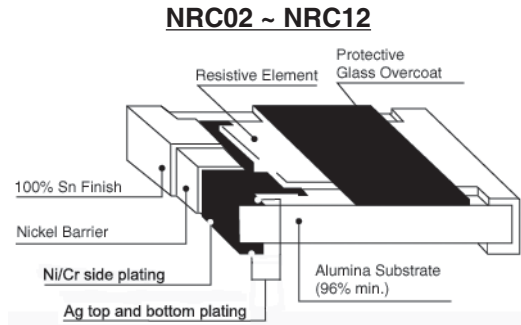 NRC02 ~ NRC12
Protective
Glass Overcoat
Resistive Element
100% Sn Finish
Nickel Barrier
Ni/Cr side plating
Alumina Substrate
(96% min.)
Ag top and bottom plating